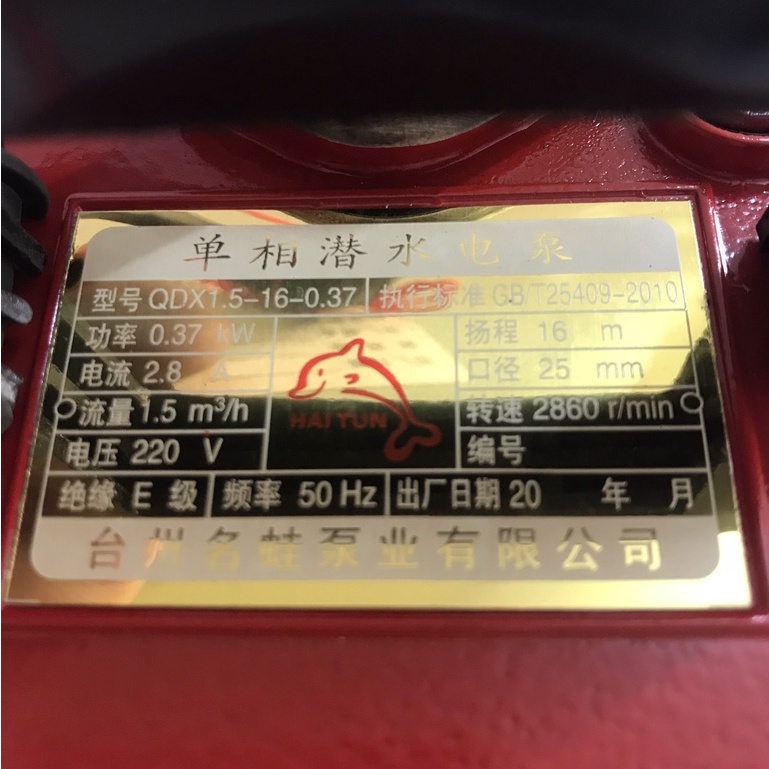 单相潜水电泵
型号 QDX1.5-16-0.37 执行标准 GB/T25409-2010
功率 0.37 kW 扬程 16 m
电流 2.8 A 口径 25 mm
流量 1.5 m³/h 转速 2860 r/min
HAI TUN
电压 220 V 编号
绝缘 E 级 频率 50 Hz 出厂日期 20 年 月
台州名蛙泵业有限公司